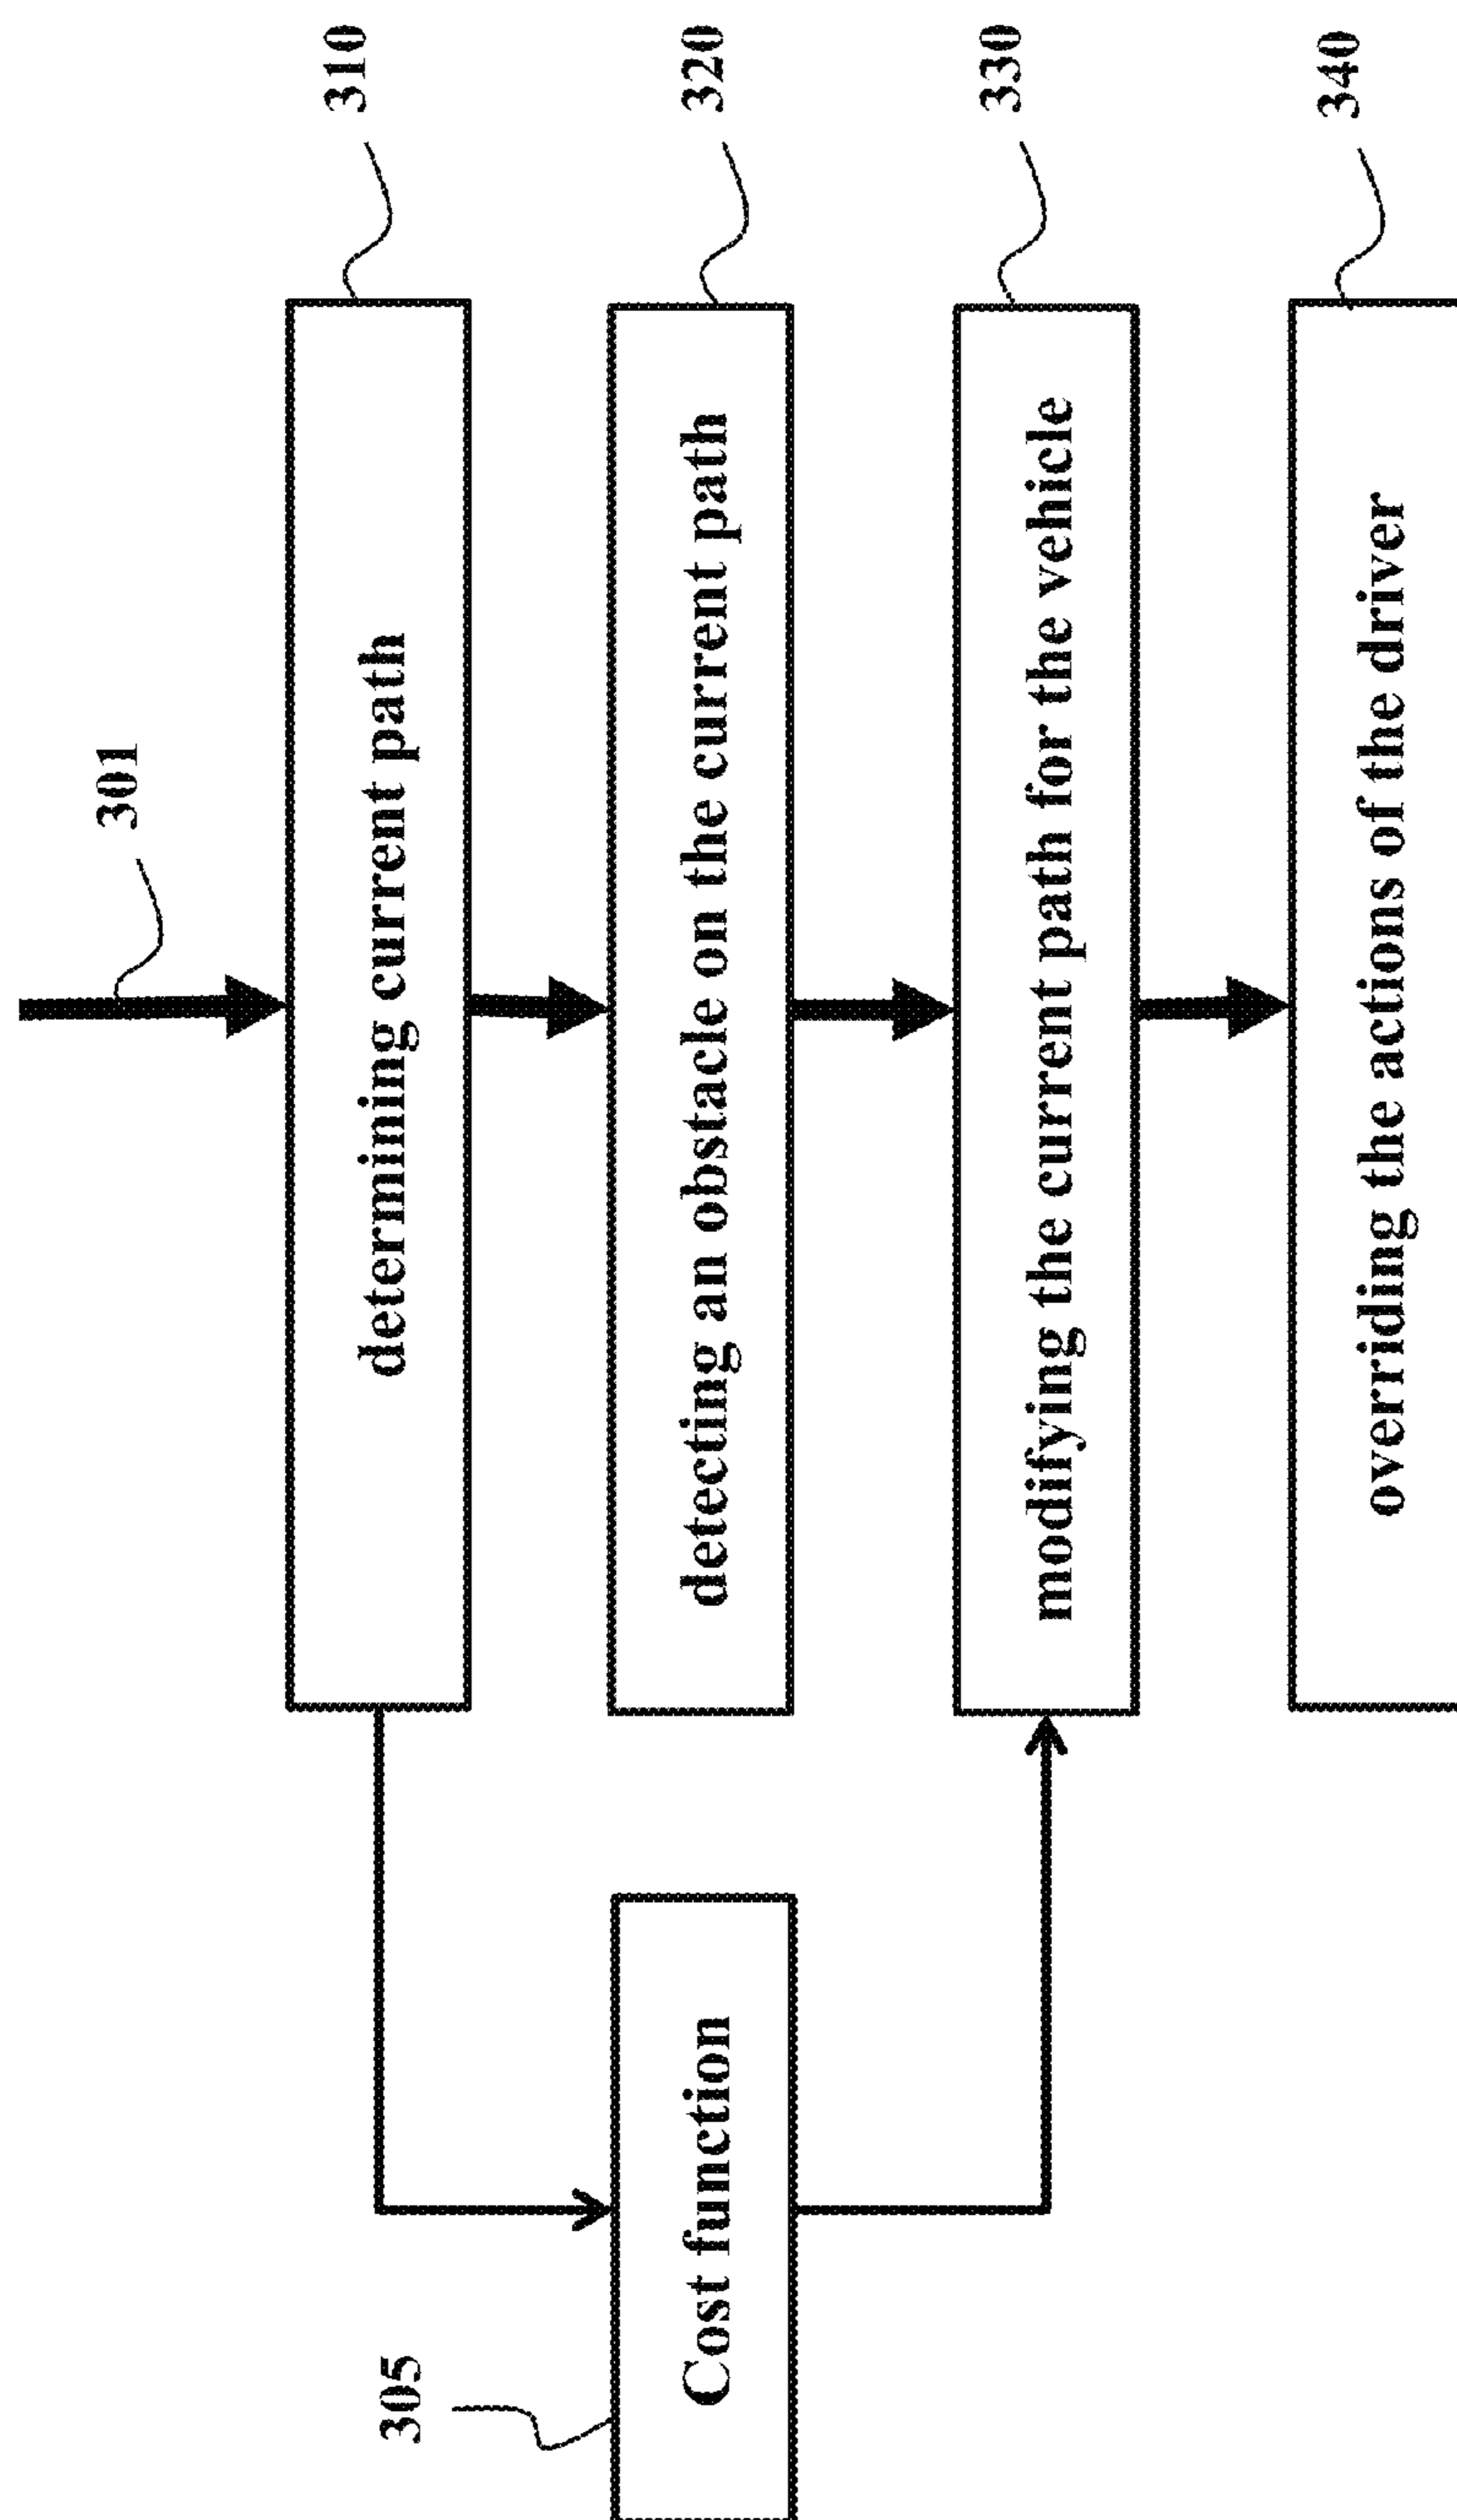 301
determining current path
310
305
Cost function
detecting an obstacle on the current path
320
modifying the current path for the vehicle
330
overriding the actions of the driver
340